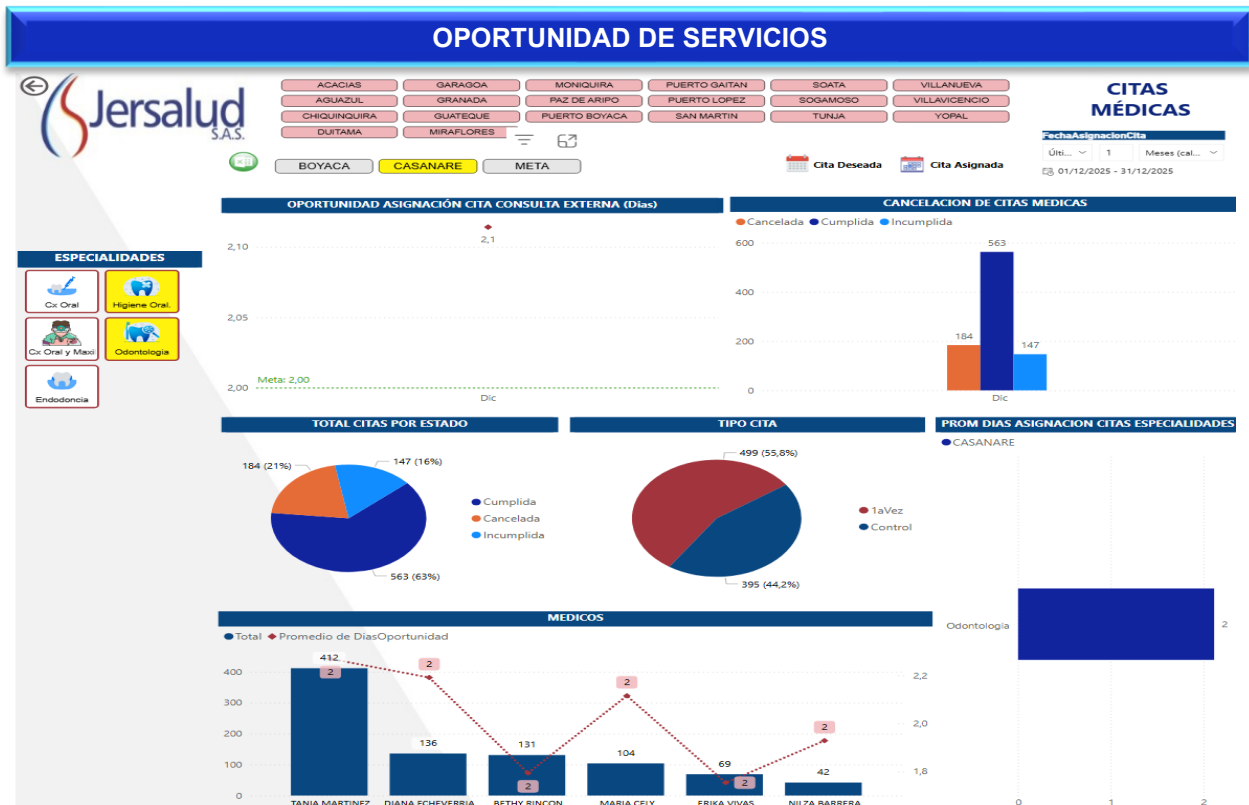 OPORTUNIDAD DE SERVICIOS
Jersalud
S.A.S.
ACACIAS GARAGOA MONIQUIRA PUERTO GAITAN SOATA VILLANUEVA
AGUAZUL GRANADA PAZ DE ARIPO PUERTO LOPEZ SOGAMOSO VILLAVICENCIO
CHIQUINQUIRA GUATEQUE PUERTO BOYACA SAN MARTIN TUNJA YOPAL
DUITAMA MIRAFLORES
BOYACA CASANARE META
Cita Deseada Cita Asignada
CITAS
MÉDICAS
FechaAsignacionCita
Últi... 1 Meses (cal...
01/12/2025 - 31/12/2025
ESPECIALIDADES
Cx Oral Higiene Oral.
Cx Oral y Maxi Odontologia
Endodoncia
OPORTUNIDAD ASIGNACIÓN CITA CONSULTA EXTERNA (Dias)
2,10
2,1
2,05
Meta: 2,00
2,00
Dic
CANCELACION DE CITAS MEDICAS
Cancelada Cumplida Incumplida
600
563
400
200
184
147
0
Dic
TOTAL CITAS POR ESTADO
184 (21%)
147 (16%)
563 (63%)
Cumplida
Cancelada
Incumplida
TIPO CITA
499 (55,8%)
395 (44,2%)
1aVez
Control
PROM DIAS ASIGNACION CITAS ESPECIALIDADES
CASANARE
Odontologia 2
0 1 2
MEDICOS
Total Promedio de DiasOportunidad
400
300
200
100
0
412 136 131 104 69 42
2 2 2 2 2 2
2,2
2,0
1,8
TANIA MARTINEZ DIANA ECHEVERRIA BETHY RINCON MARIA CELY ERIKA VIVAS NILZA BARRERA